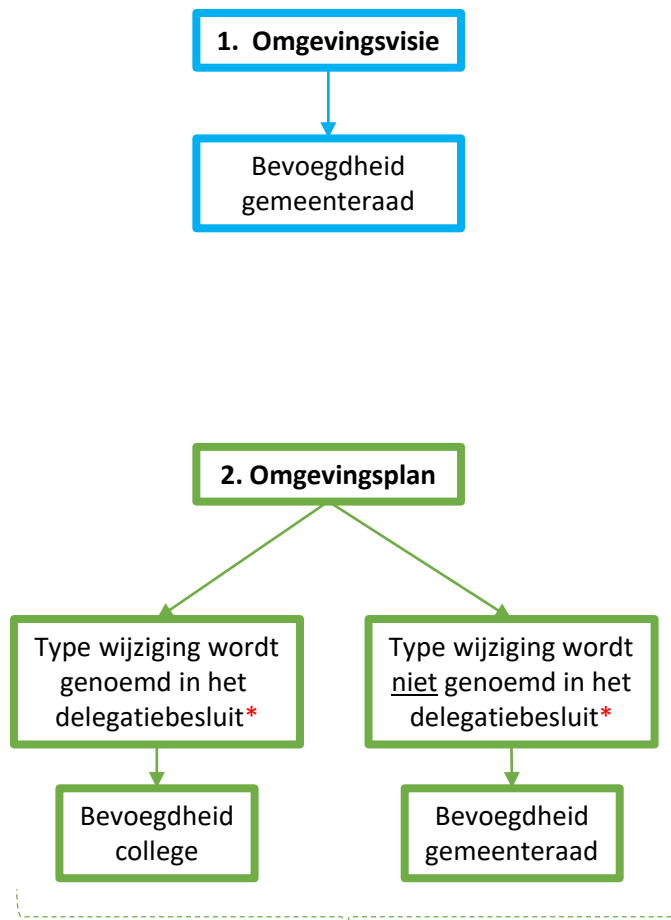 1. Omgevingsvisie
Bevoegdheid
gemeenteraad
2. Omgevingsplan
Type wijziging wordt
genoemd in het
delegatiebesluit*
Type wijziging wordt
niet genoemd in het
delegatiebesluit*
Bevoegdheid
college
Bevoegdheid
gemeenteraad